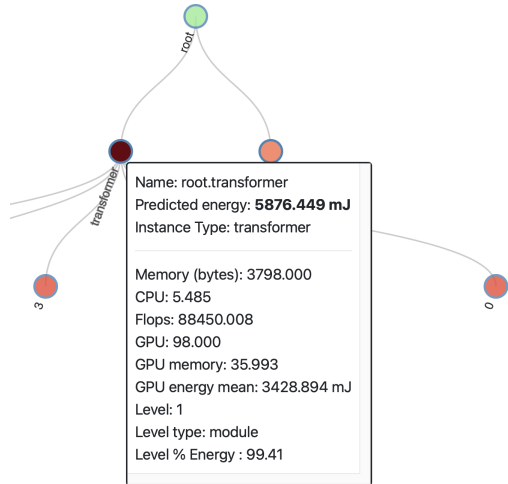 root
transformer
Name: root.transformer
Predicted energy: 5876.449 mJ
Instance Type: transformer
Memory (bytes): 3798.000
CPU: 5.485
Flops: 88450.008
GPU: 98.000
GPU memory: 35.993
GPU energy mean: 3428.894 mJ
Level: 1
Level type: module
Level % Energy : 99.41
3
0